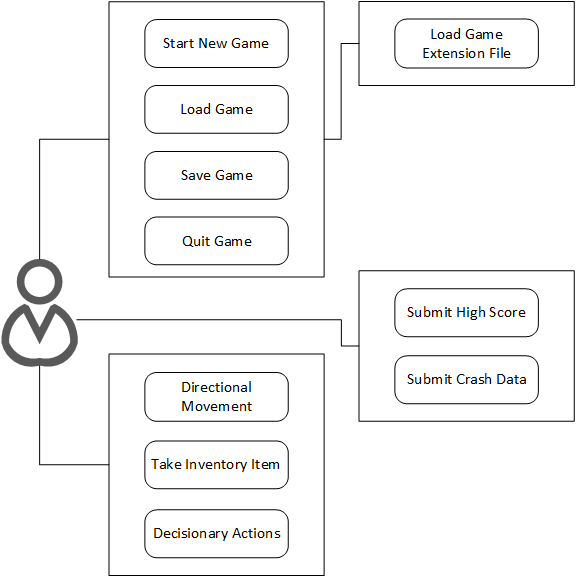 Start New Game
Load Game
Save Game
Quit Game
Load Game
Extension File
Submit High Score
Submit Crash Data
Directional
Movement
Take Inventory Item
Decisionary Actions